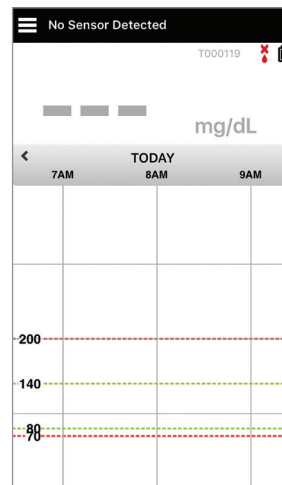 No Sensor Detected
T000119
mg/dL
TODAY
7AM 8AM 9AM
200
140
80
70